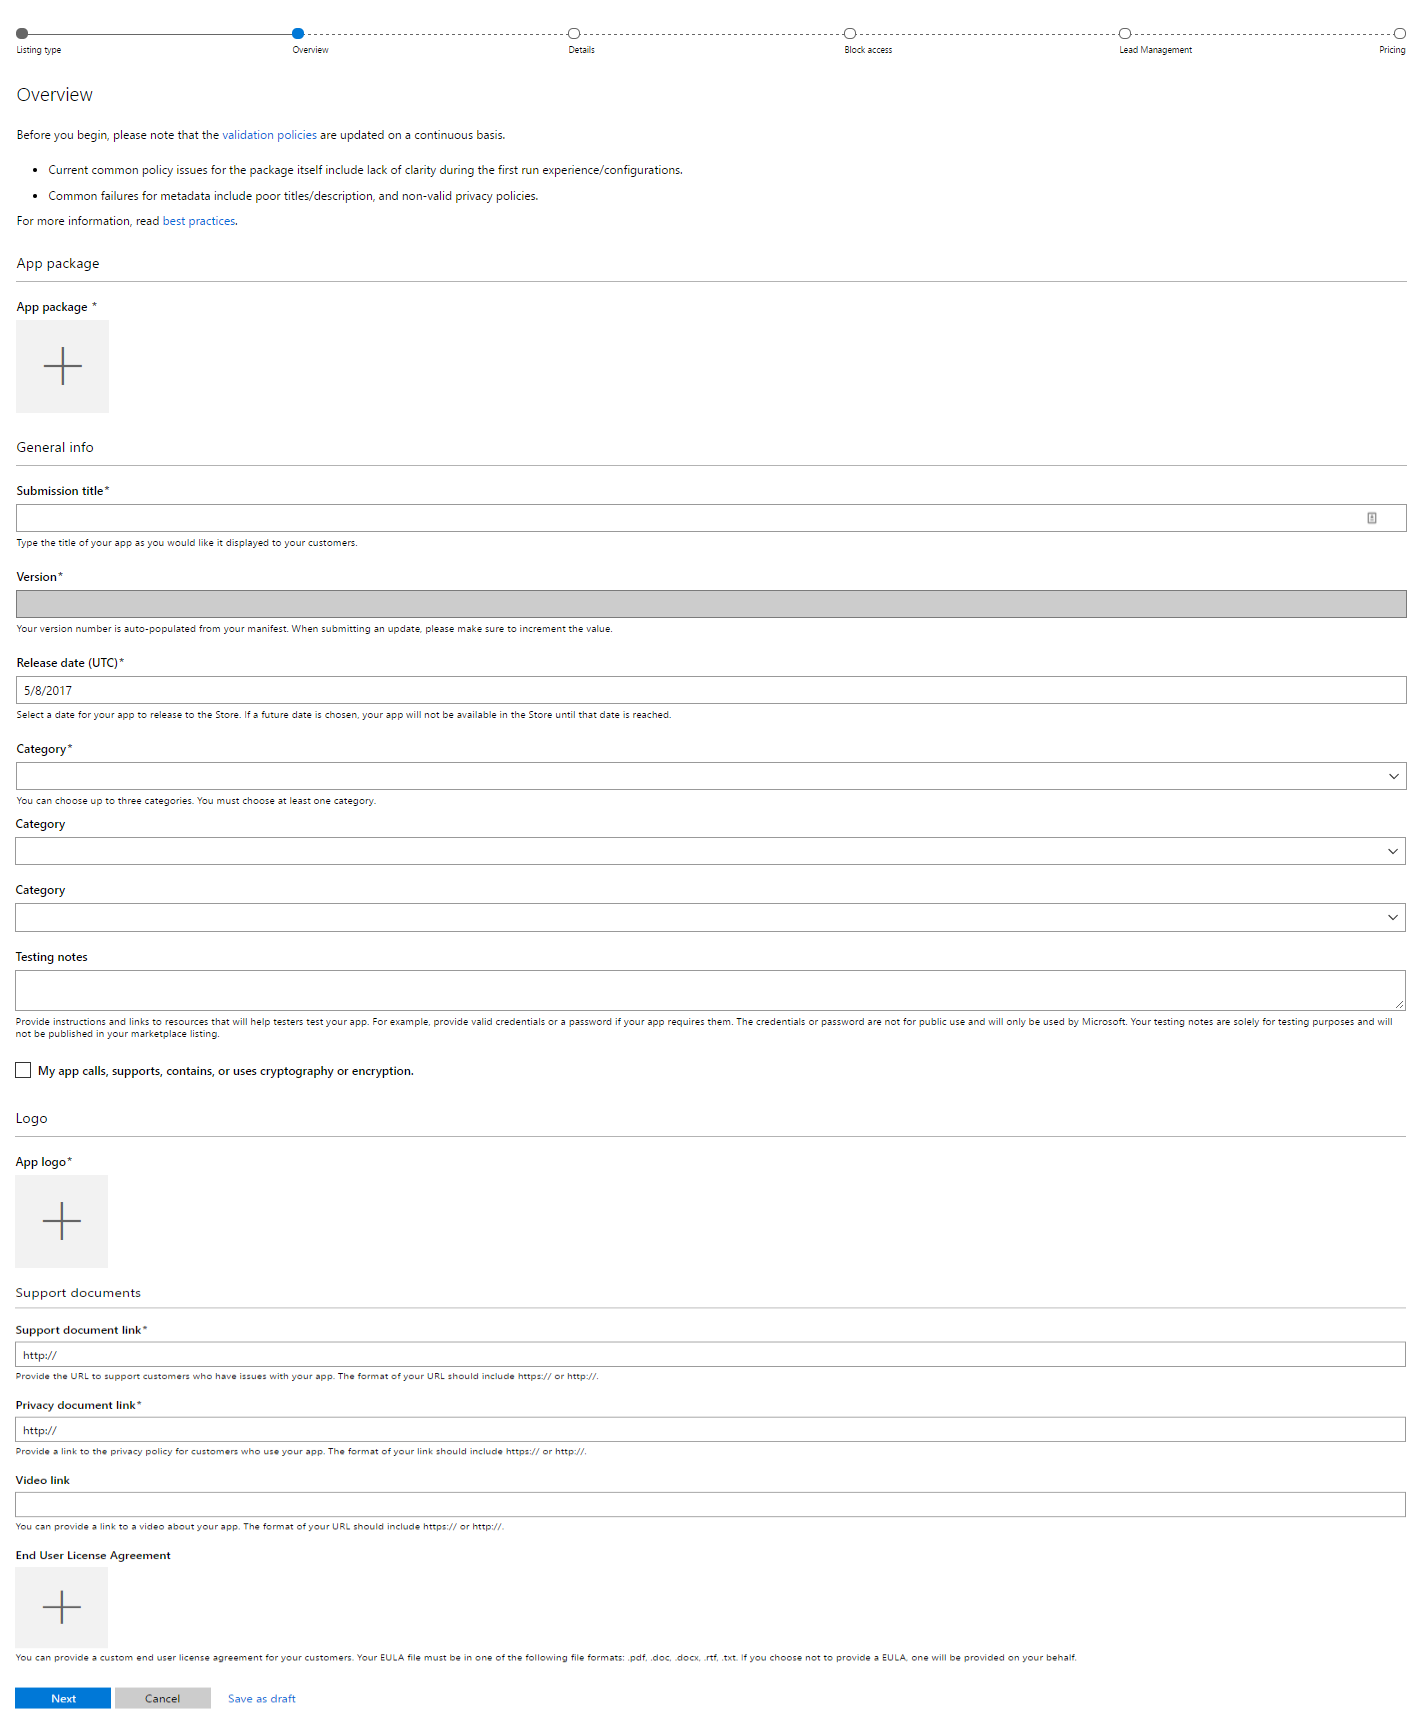 Listing type
Overview
Details
Block access
Lead Management
Pricing
Overview
Before you begin, please note that the validation policies are updated on a continuous basis.
• Current common policy issues for the package itself include lack of clarity during the first run experience/configurations.
• Common failures for metadata include poor titles/description, and non-valid privacy policies.
For more information, read best practices.
App package
App package *
General info
Submission title*
Type the title of your app as you would like it displayed to your customers.
Version*
Your version number is auto-populated from your manifest. When submitting an update, please make sure to increment the value.
Release date (UTC)*
5/8/2017
Select a date for your app to release to the Store. If a future date is chosen, your app will not be available in the Store until that date is reached.
Category*
You can choose up to three categories. You must choose at least one category.
Category
Category
Testing notes
Provide instructions and links to resources that will help testers test your app. For example, provide valid credentials or a password if your app requires them. The credentials or password are not for public use and will only be used by Microsoft. Your testing notes are solely for testing purposes and will
not be published in your marketplace listing.
My app calls, supports, contains, or uses cryptography or encryption.
Logo
App logo*
Support documents
Support document link*
http://
Provide the URL to support customers who have issues with your app. The format of your URL should include https:// or http://.
Privacy document link*
http://
Provide a link to the privacy policy for customers who use your app. The format of your link should include https:// or http://.
Video link
You can provide a link to a video about your app. The format of your URL should include https:// or http://.
End User License Agreement
You can provide a custom end user license agreement for your customers. Your EULA file must be in one of the following file formats: .pdf, .doc, .docx, .rtf, .txt. If you choose not to provide a EULA, one will be provided on your behalf.
Next
Cancel
Save as draft